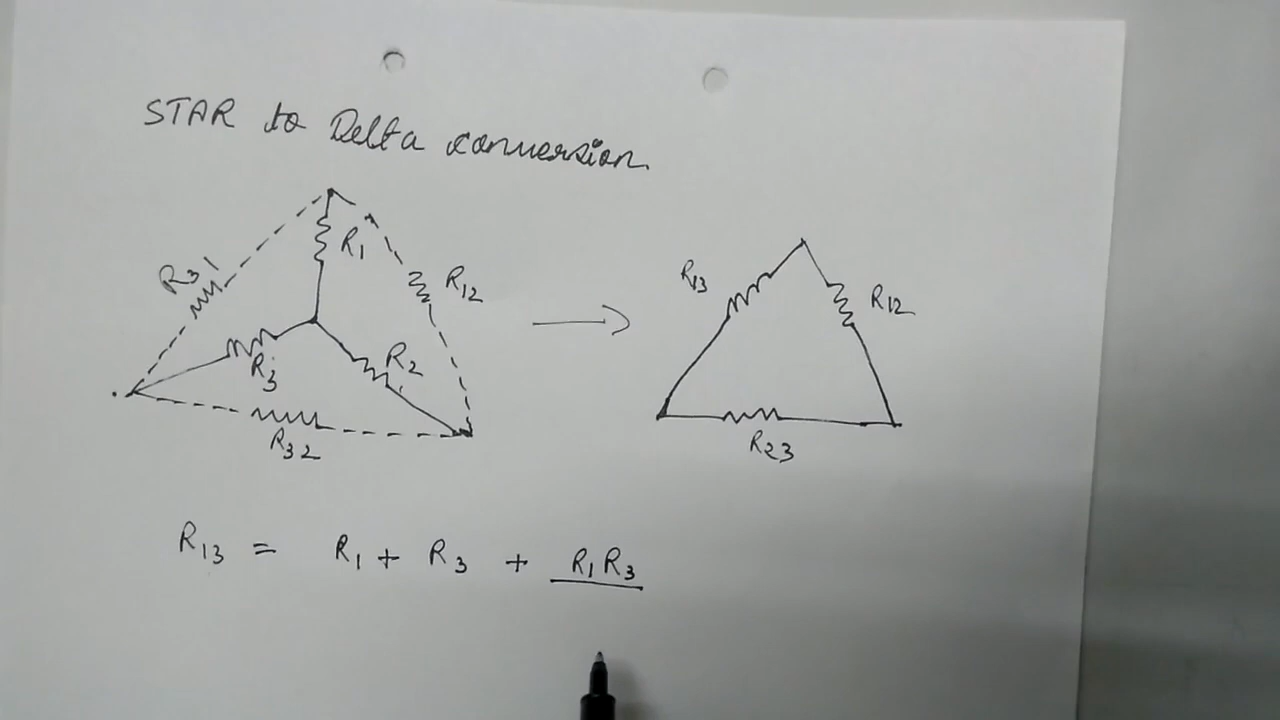 STAR to Delta conversion.
R31
R1
R12
R3
R2
R32
R13
R12
R23
R13 = R1 + R3 + R1R3